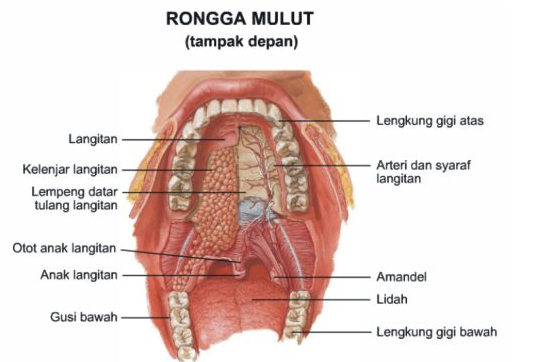 RONGGA MULUT
(tampak depan)
Langitan
Kelenjar langitan
Lempeng datar
tulang langitan
Otot anak langitan
Anak langitan
Gusi bawah
Lengkung gigi atas
Arteri dan syaraf
langitan
Amandel
Lidah
Lengkung gigi bawah